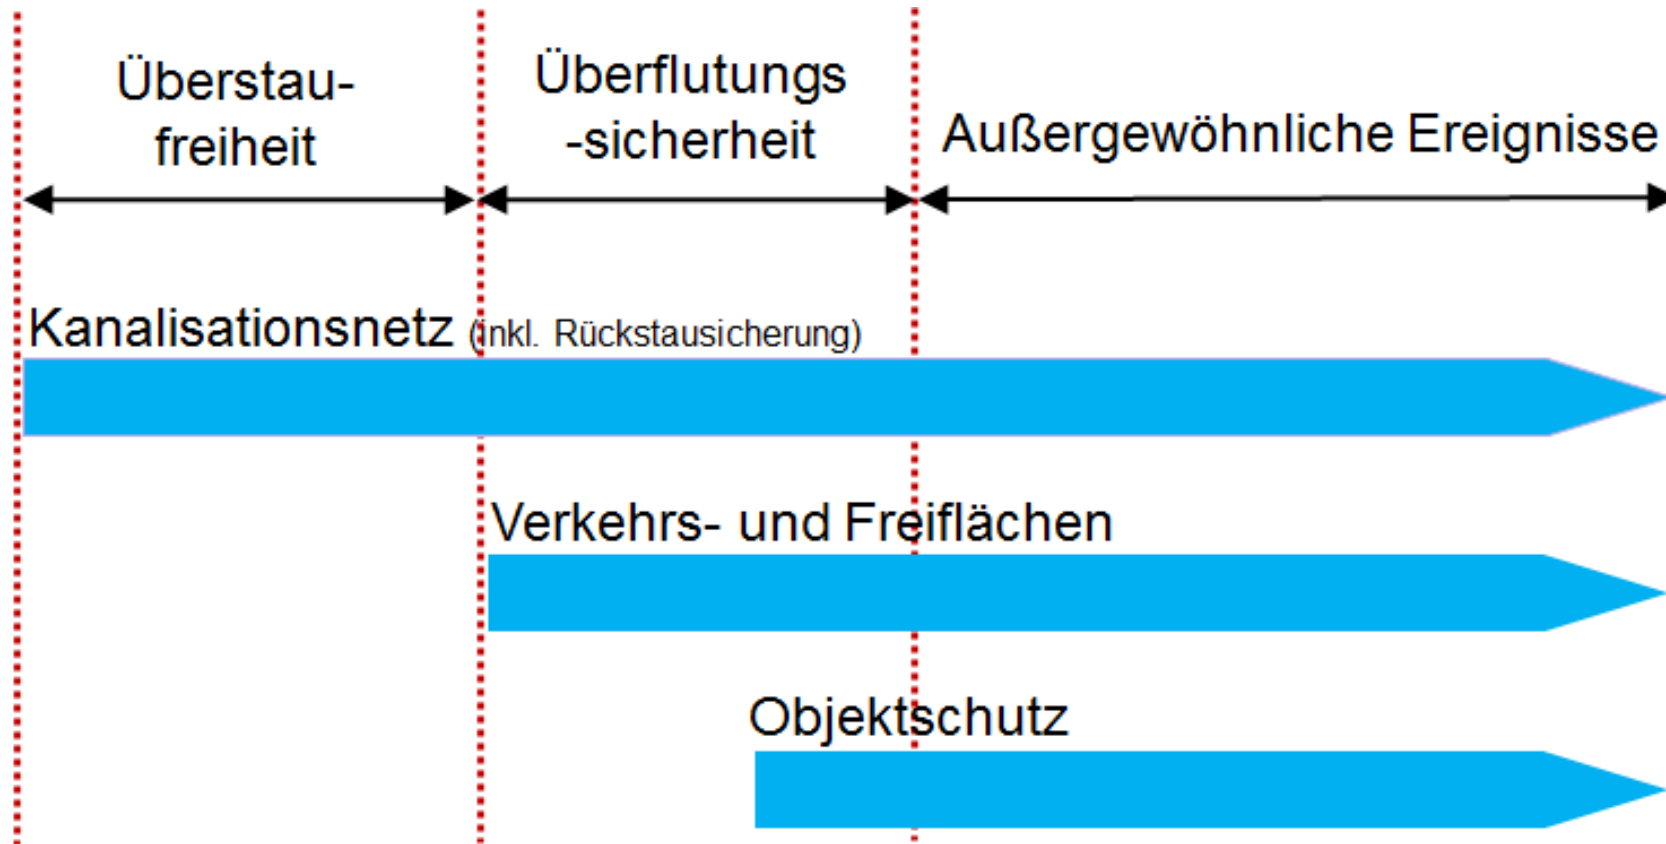 Überstau-
freiheit
Überflutungs
-sicherheit
Außergewöhnliche Ereignisse
Kanalisationsnetz (inkl. Rückstausicherung)
Verkehrs- und Freiflächen
Objektschutz